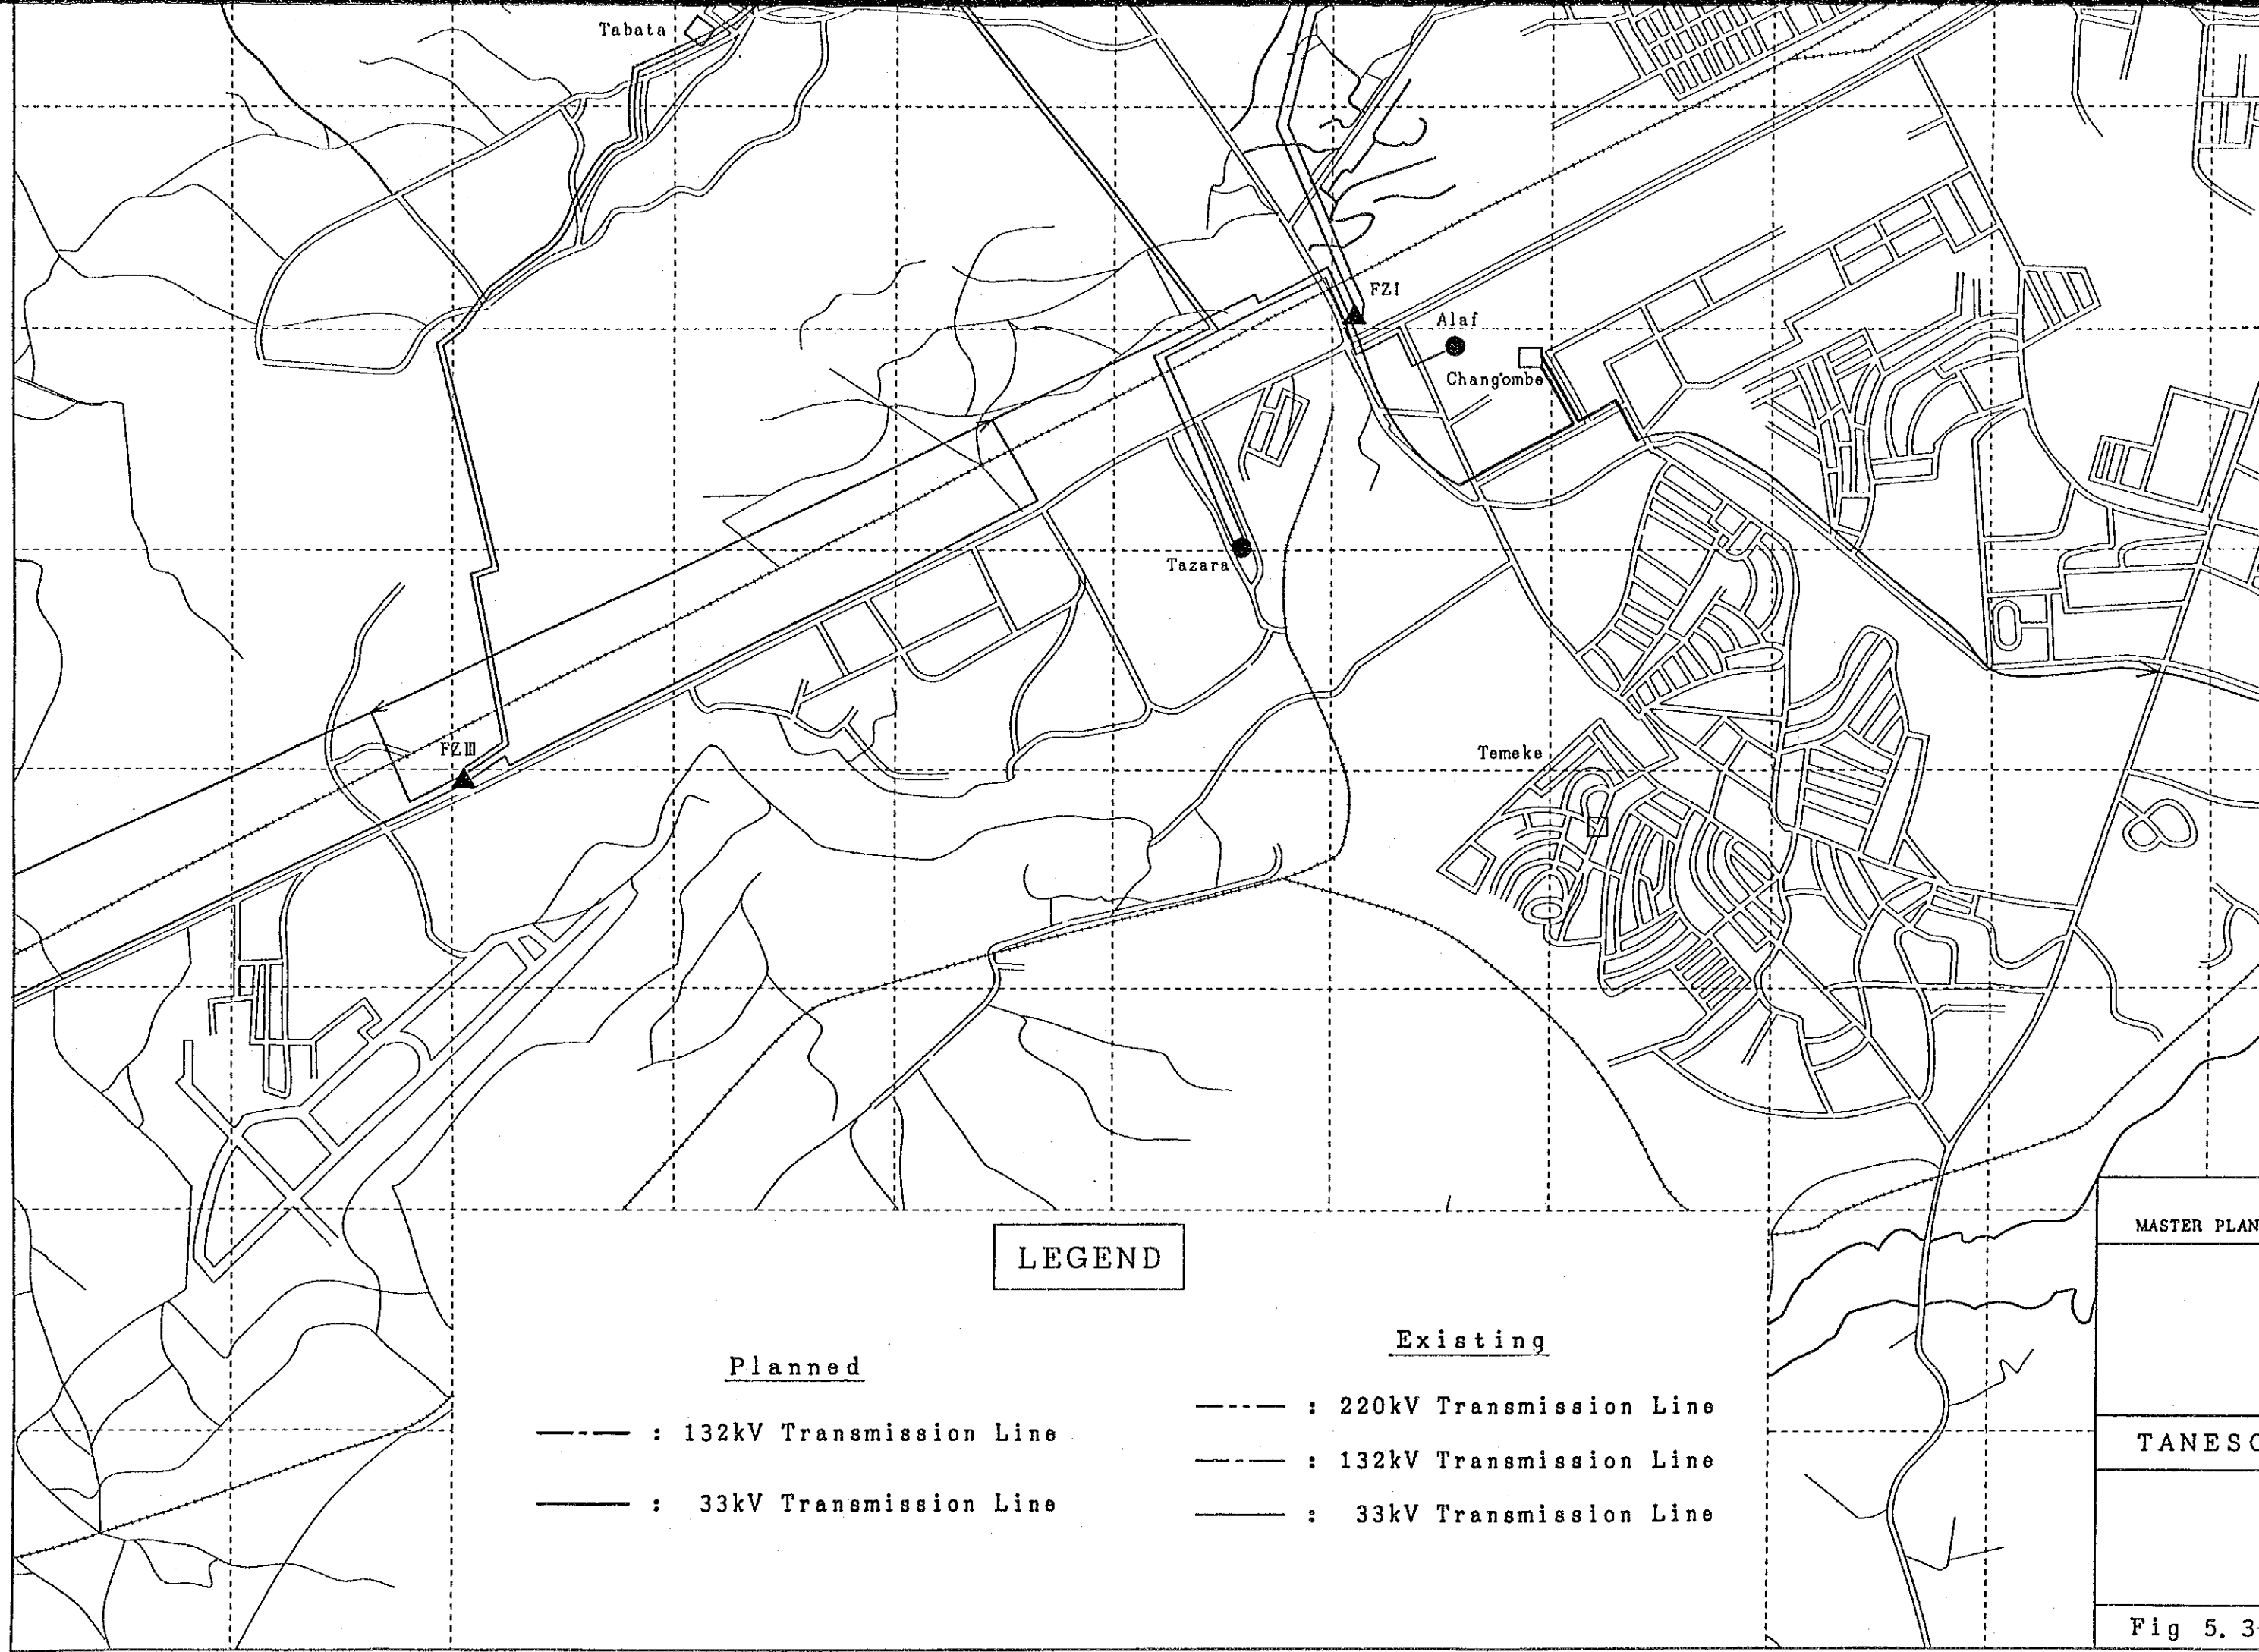 Tabata
FZⅠ
Alaf
Chang'ombe
Tazara
FZⅢ
Temeke
LEGEND
Planned
: 132kV Transmission Line
: 33kV Transmission Line
Existing
: 220kV Transmission Line
: 132kV Transmission Line
: 33kV Transmission Line
MASTER PLAN
TANESC
Fig 5. 3